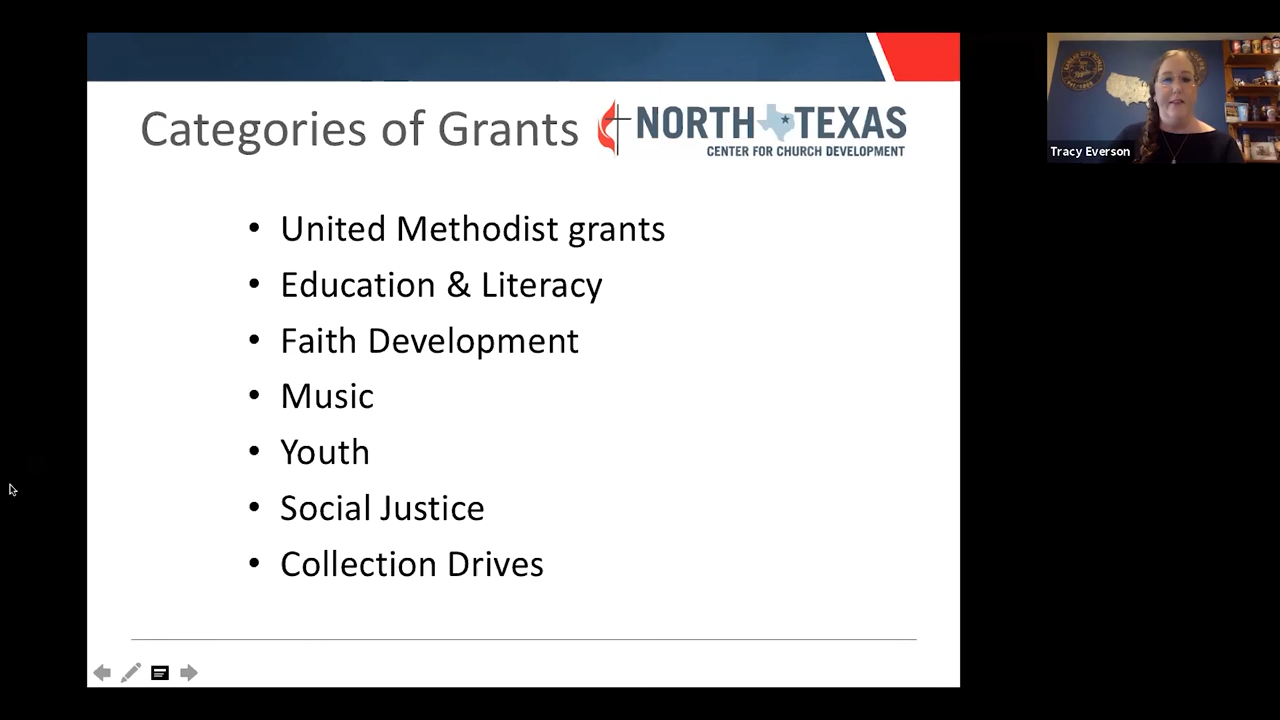 Categories of Grants
NORTH TEXAS
CENTER FOR CHURCH DEVELOPMENT
• United Methodist grants
• Education & Literacy
• Faith Development
• Music
• Youth
• Social Justice
• Collection Drives
Tracy Everson